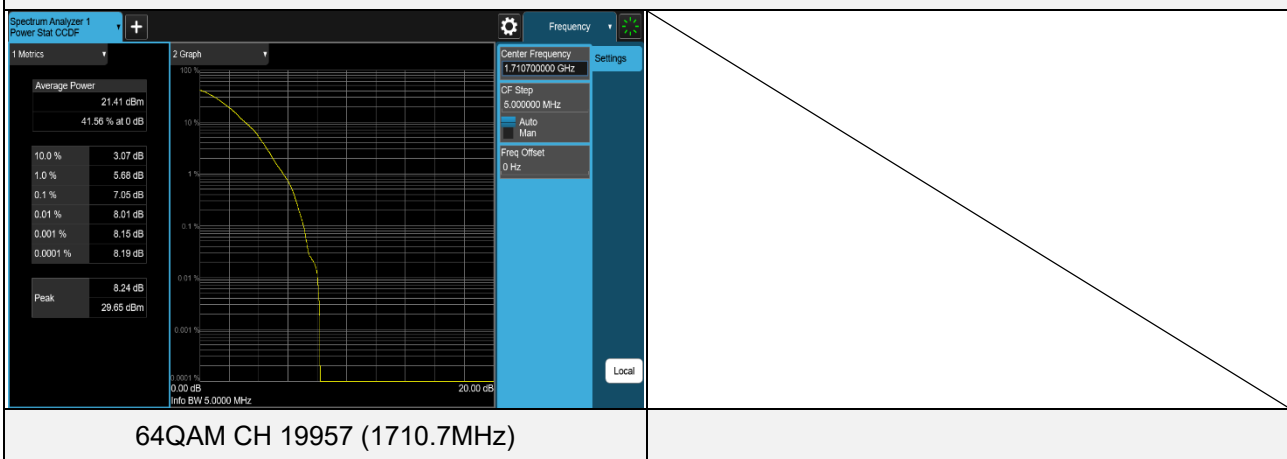 Spectrum Analyzer 1
Power Stat CCDF
+
Frequency
1 Metrics
Average Power
21.41 dBm
41.56 % at 0 dB
10.0 % 3.07 dB
1.0 % 5.68 dB
0.1 % 7.05 dB
0.01 % 8.01 dB
0.001 % 8.15 dB
0.0001 % 8.19 dB
Peak 8.24 dB
29.65 dBm
2 Graph
100 %
10 %
1 %
0.1 %
0.01 %
0.001 %
0.0001 %
0.00 dB 20.00 dB
Info BW 5.0000 MHz
Center Frequency
1.710700000 GHz
CF Step
5.000000 MHz
Auto
Man
Freq Offset
0 Hz
Settings
Local
64QAM CH 19957 (1710.7MHz)